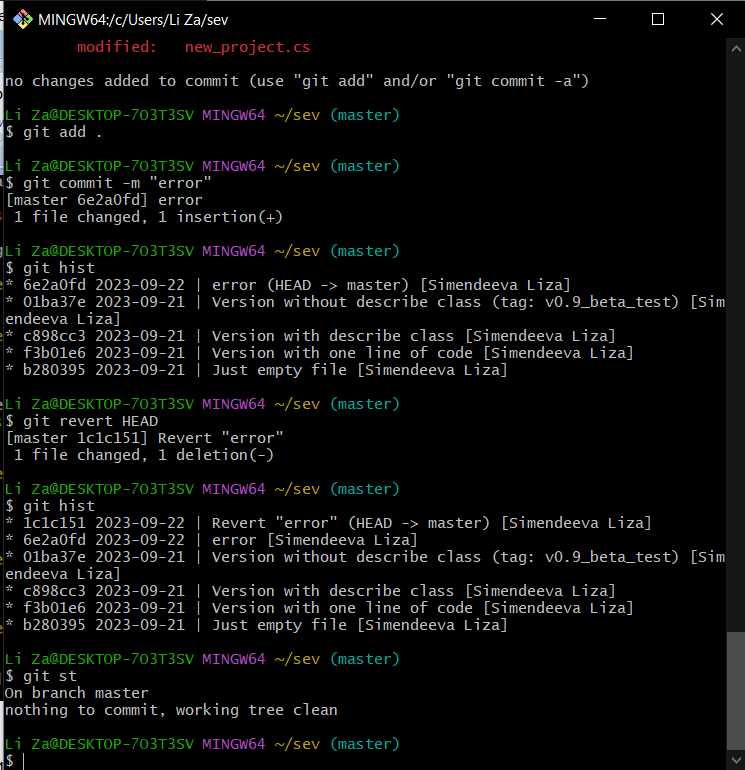 MINGW64:/c/Users/Li Za/sev
modified:   new_project.cs
no changes added to commit (use "git add" and/or "git commit -a")
Li Za@DESKTOP-7O3T3SV MINGW64 ~/sev (master)
$ git add .
Li Za@DESKTOP-7O3T3SV MINGW64 ~/sev (master)
$ git commit -m "error"
[master 6e2a0fd] error
 1 file changed, 1 insertion(+)
Li Za@DESKTOP-7O3T3SV MINGW64 ~/sev (master)
$ git hist
* 6e2a0fd 2023-09-22 | error (HEAD -> master) [Simendeeva Liza]
* 01ba37e 2023-09-21 | Version without describe class (tag: v0.9_beta_test) [Sim
endeeva Liza]
* c898cc3 2023-09-21 | Version with describe class [Simendeeva Liza]
* f3b01e6 2023-09-21 | Version with one line of code [Simendeeva Liza]
* b280395 2023-09-21 | Just empty file [Simendeeva Liza]
Li Za@DESKTOP-7O3T3SV MINGW64 ~/sev (master)
$ git revert HEAD
[master 1c1c151] Revert "error"
 1 file changed, 1 deletion(-)
Li Za@DESKTOP-7O3T3SV MINGW64 ~/sev (master)
$ git hist
* 1c1c151 2023-09-22 | Revert "error" (HEAD -> master) [Simendeeva Liza]
* 6e2a0fd 2023-09-22 | error [Simendeeva Liza]
* 01ba37e 2023-09-21 | Version without describe class (tag: v0.9_beta_test) [Sim
endeeva Liza]
* c898cc3 2023-09-21 | Version with describe class [Simendeeva Liza]
* f3b01e6 2023-09-21 | Version with one line of code [Simendeeva Liza]
* b280395 2023-09-21 | Just empty file [Simendeeva Liza]
Li Za@DESKTOP-7O3T3SV MINGW64 ~/sev (master)
$ git st
On branch master
nothing to commit, working tree clean
Li Za@DESKTOP-7O3T3SV MINGW64 ~/sev (master)
$